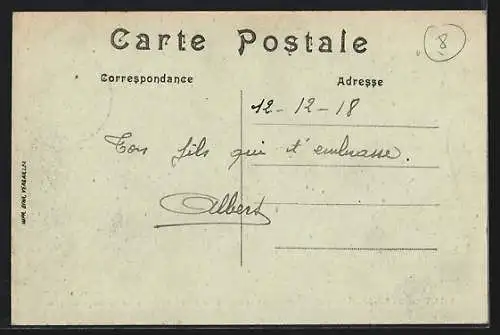 Carte Postale
8
Correspondance
Adresse
12-12-18
Ton fils qui t'embrasse.
Albert